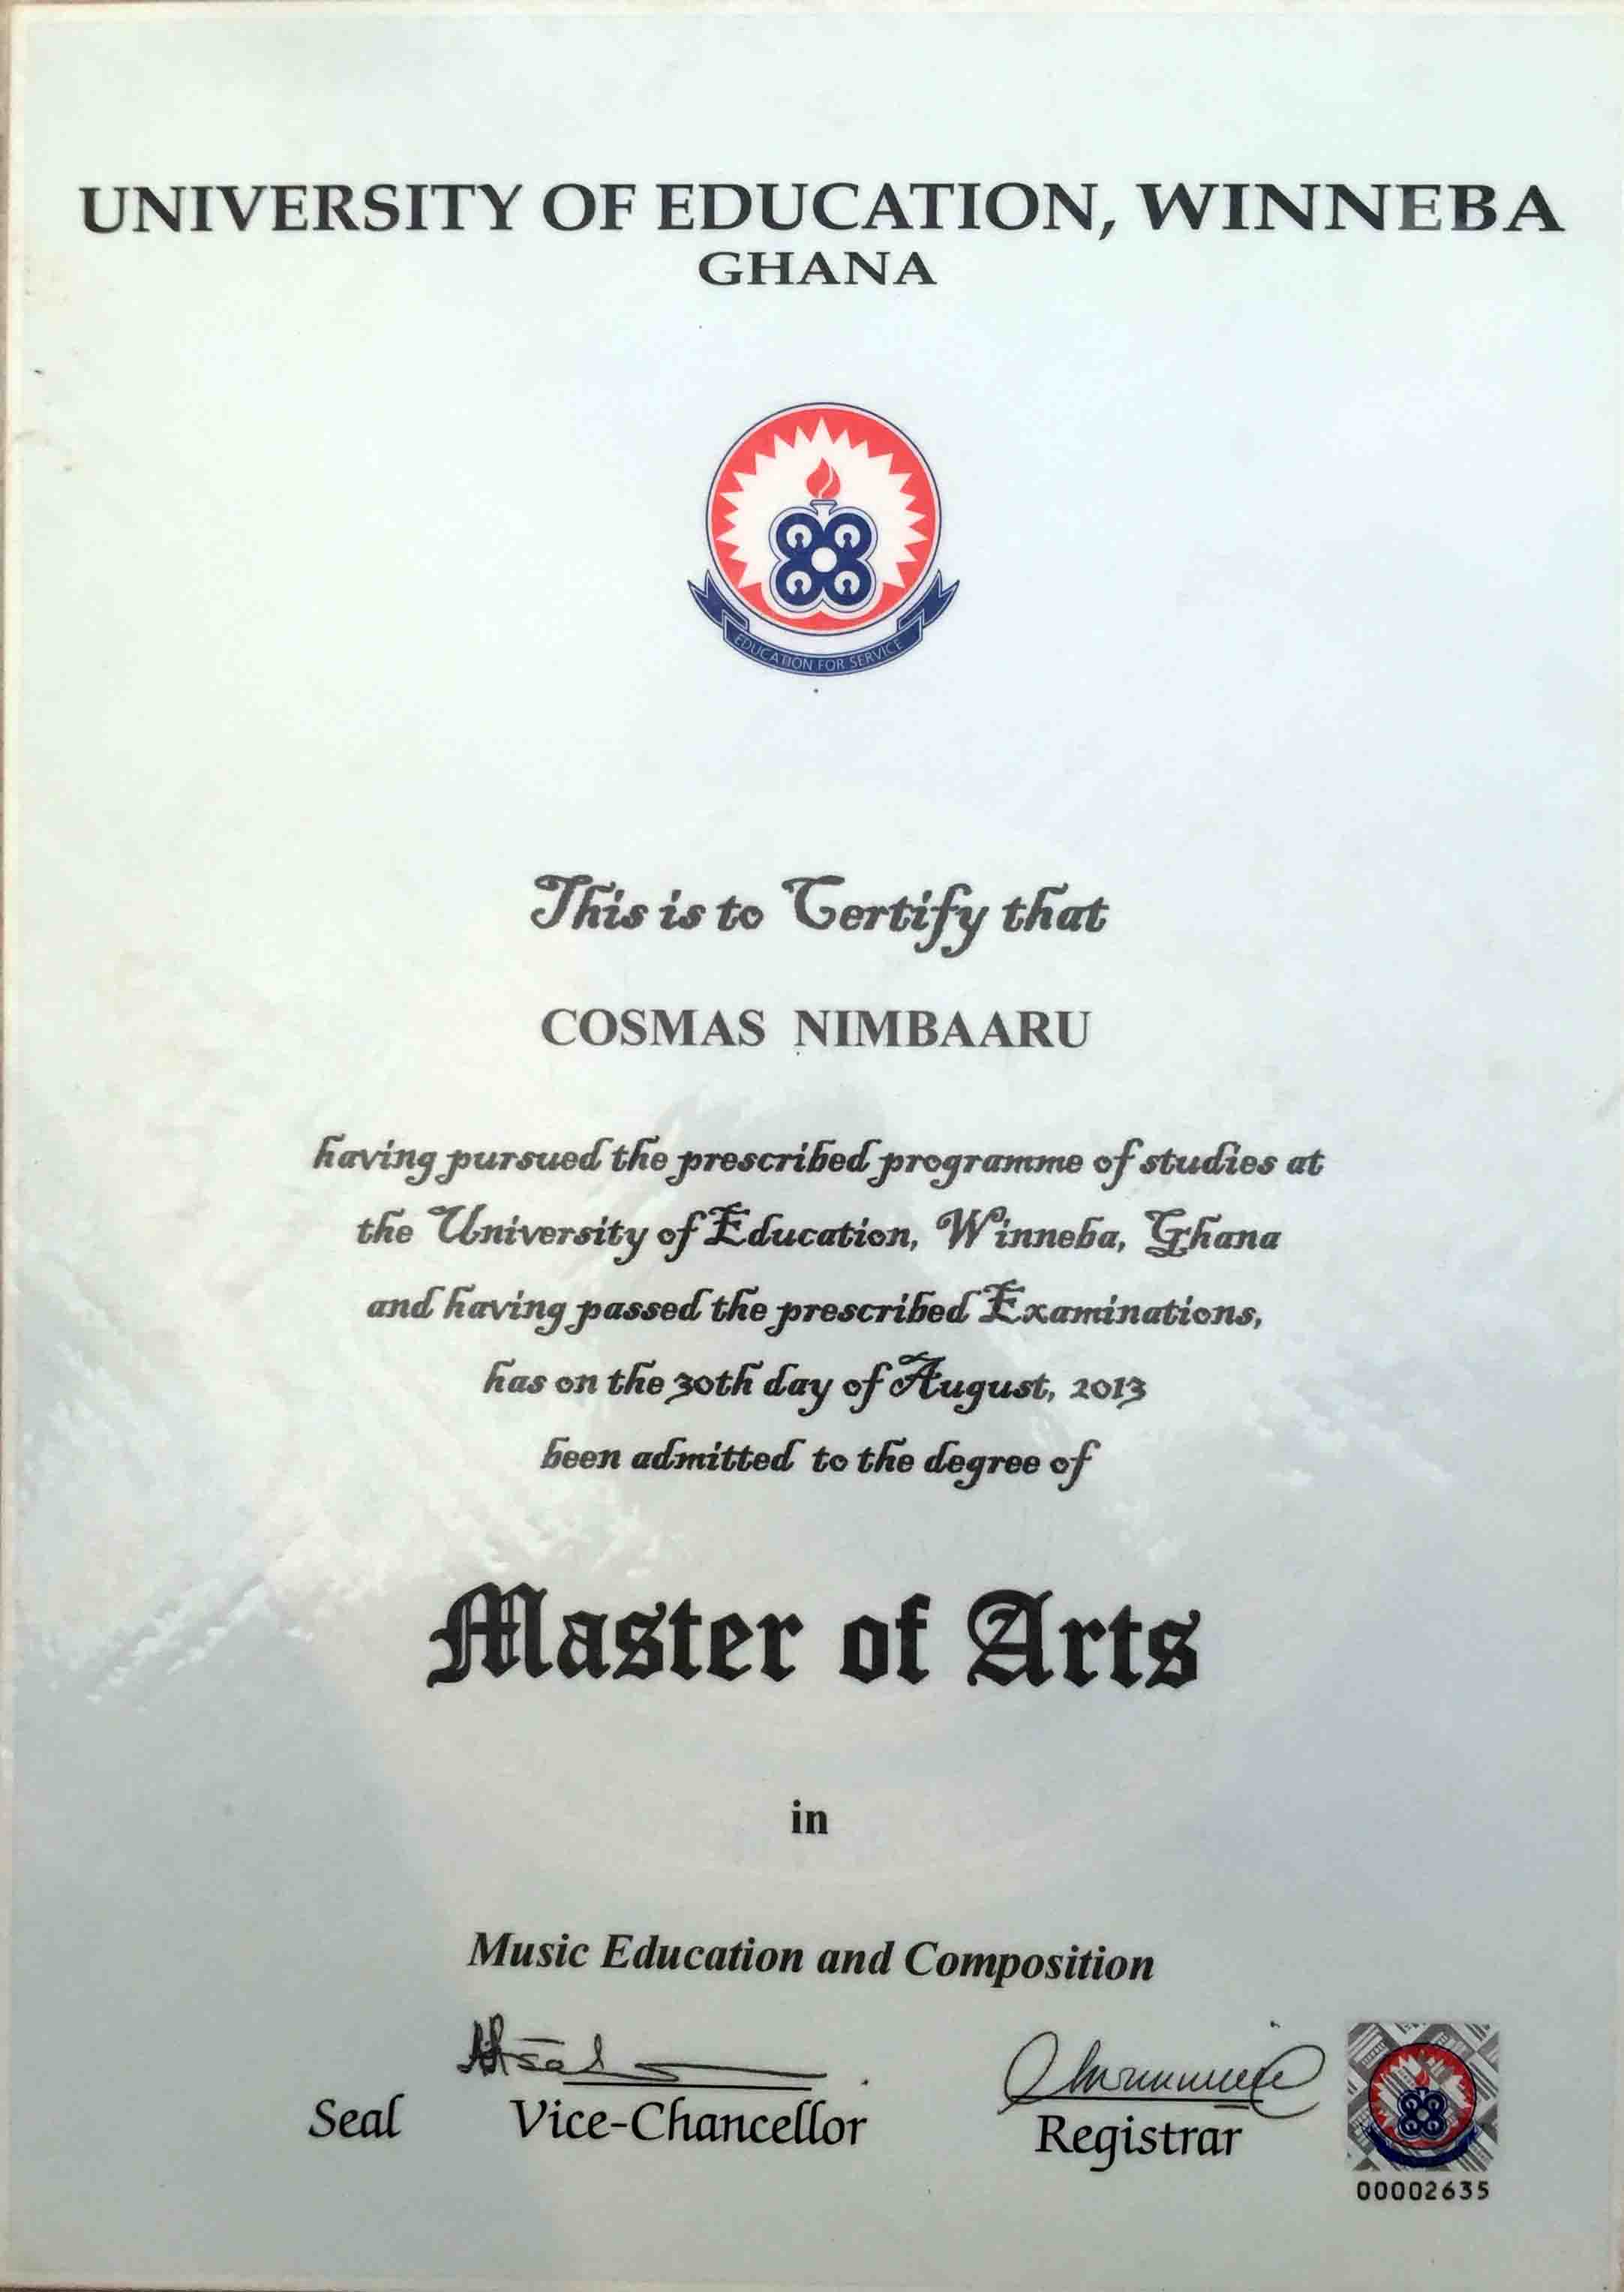 UNIVERSITY OF EDUCATION, WINNEBA
GHANA
EDUCATION FOR SERVICE
This is to Certify that
COSMAS NIMBAARU
having pursued the prescribed programme of studies at
the University of Education, Winneba, Ghana
and having passed the prescribed Examinations,
has on the 30th day of August, 2013
been admitted to the degree of
Master of Arts
in
Music Education and Composition
Seal
Vice-Chancellor
Registrar
00002635